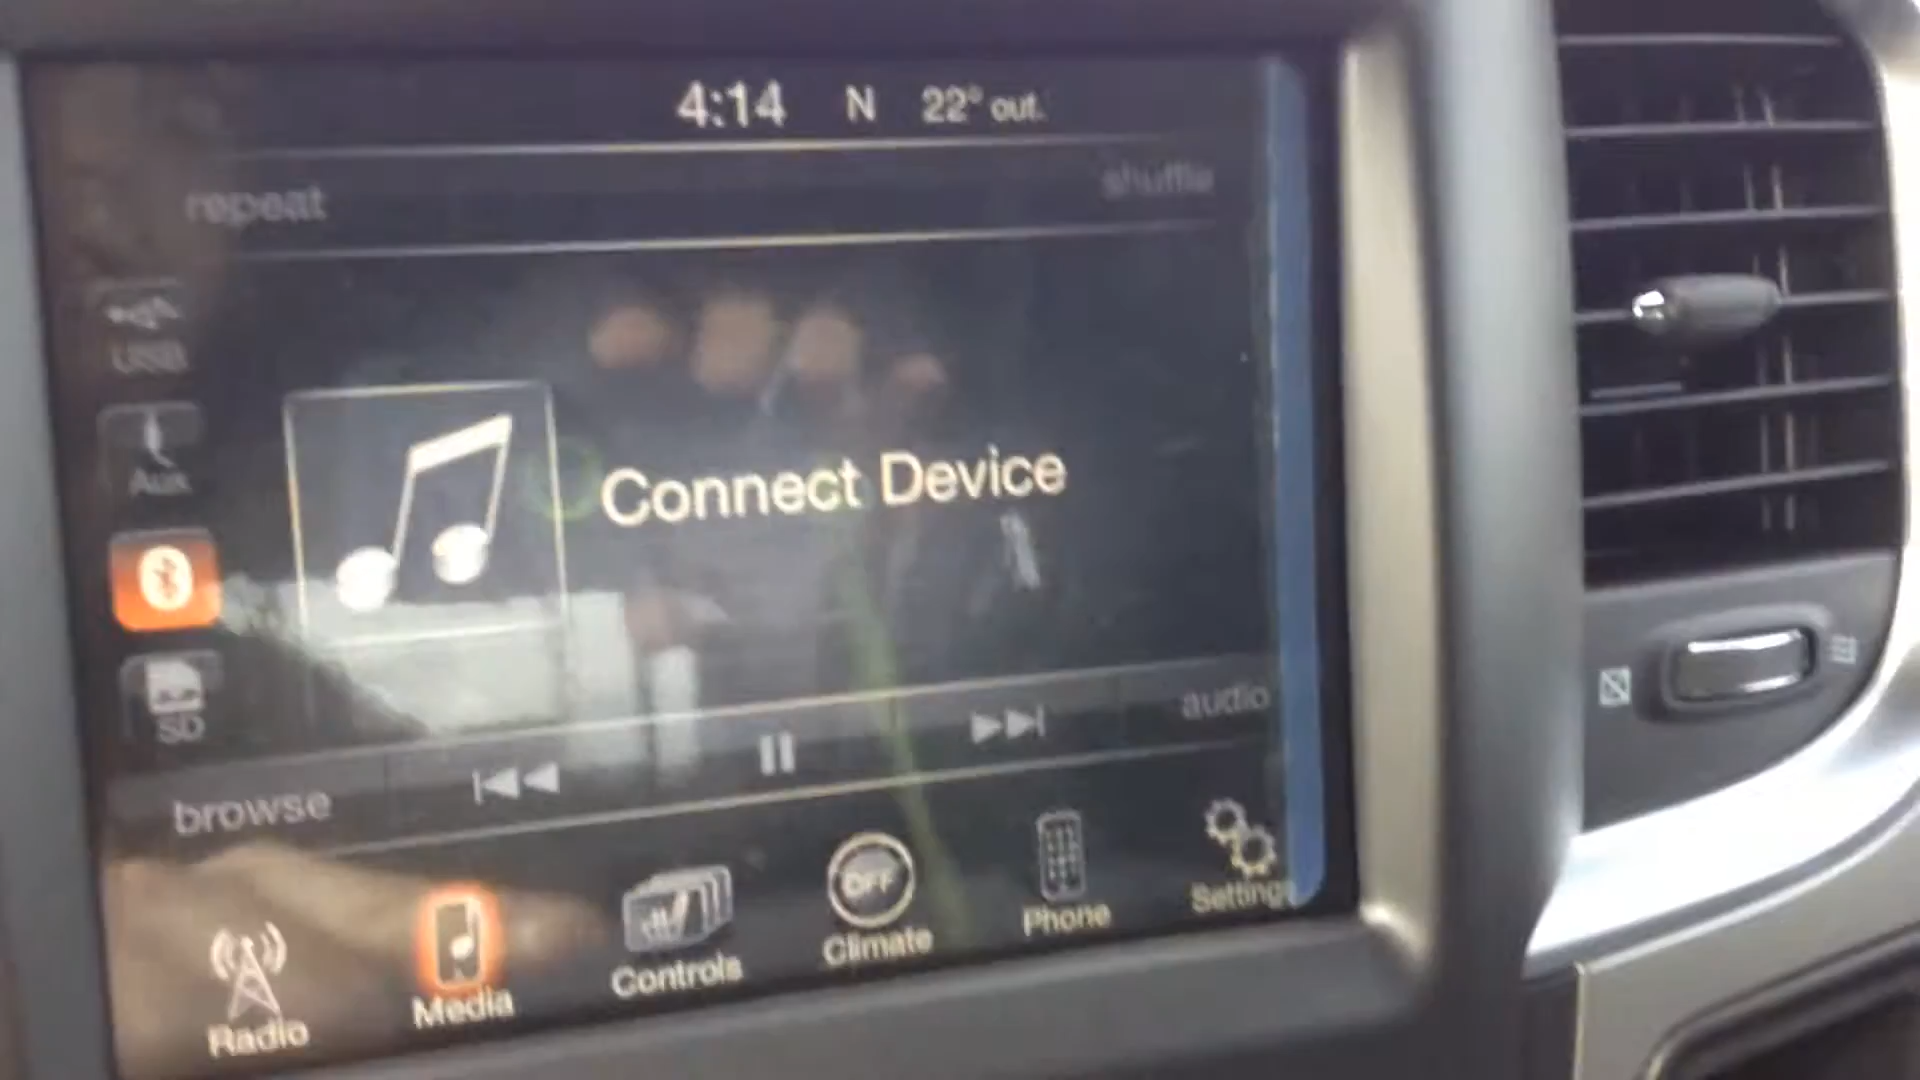 4:14 N 22° out.
repeat shuffle
USB
Aux
Connect Device
SD
audio
browse
OFF
Radio Media Controls Climate Phone Settings